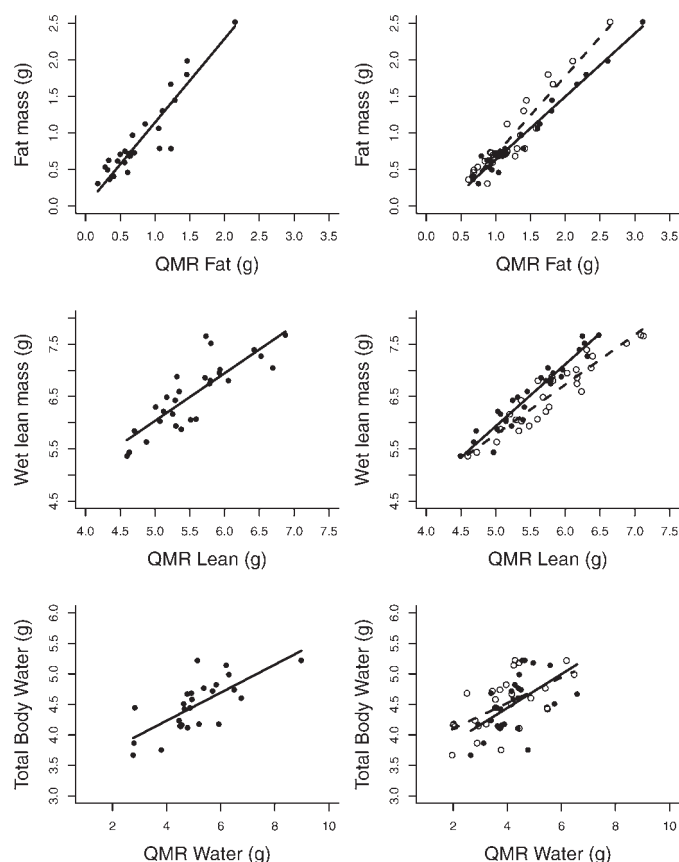 Fat mass (g)
0.0 0.5 1.0 1.5 2.0 2.5
0.0 0.5 1.0 1.5 2.0 2.5 3.0 3.5
QMR Fat (g)
Fat mass (g)
0.0 0.5 1.0 1.5 2.0 2.5
0.0 0.5 1.0 1.5 2.0 2.5 3.0 3.5
QMR Fat (g)
Wet lean mass (g)
4.5 5.5 6.5 7.5
4.0 4.5 5.0 5.5 6.0 6.5 7.0 7.5
QMR Lean (g)
Wet lean mass (g)
4.5 5.5 6.5 7.5
4.0 4.5 5.0 5.5 6.0 6.5 7.0 7.5
QMR Lean (g)
Total Body Water (g)
3.0 3.5 4.0 4.5 5.0 5.5 6.0
2 4 6 8 10
QMR Water (g)
Total Body Water (g)
3.0 3.5 4.0 4.5 5.0 5.5 6.0
2 4 6 8 10
QMR Water (g)